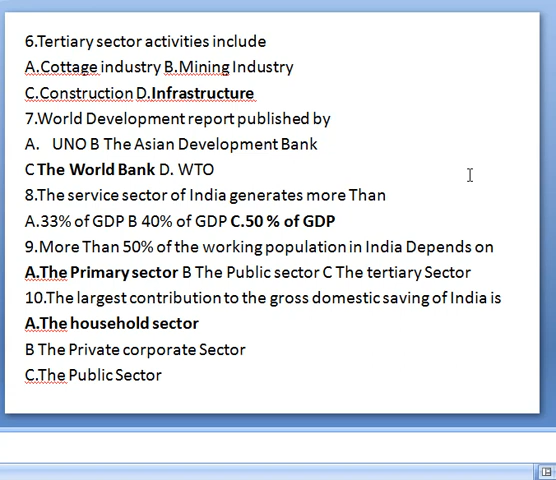 6.Tertiary sector activities include
A.Cottage industry B.Mining Industry
C.Construction D.Infrastructure
7.World Development report published by
A. UNO B The Asian Development Bank
C The World Bank D. WTO
8.The service sector of India generates more Than
A.33% of GDP B 40% of GDP C.50 % of GDP
9.More Than 50% of the working population in India Depends on
A.The Primary sector B The Public sector C The tertiary Sector
10.The largest contribution to the gross domestic saving of India is
A.The household sector
B The Private corporate Sector
C.The Public Sector